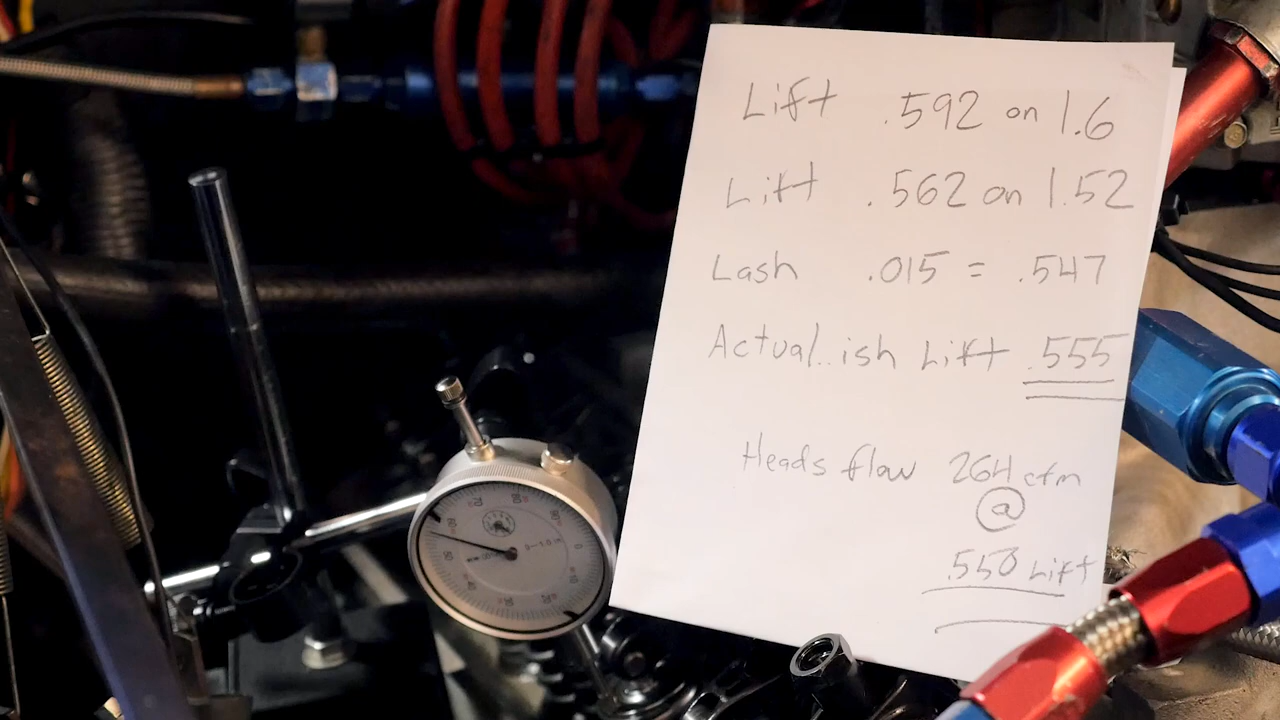 Lift .592 on 1.6
Lift .562 on 1.52
Lash .015 = .547
Actual..ish Lift .555
Heads flow 264 cfm
@
.550 Lift